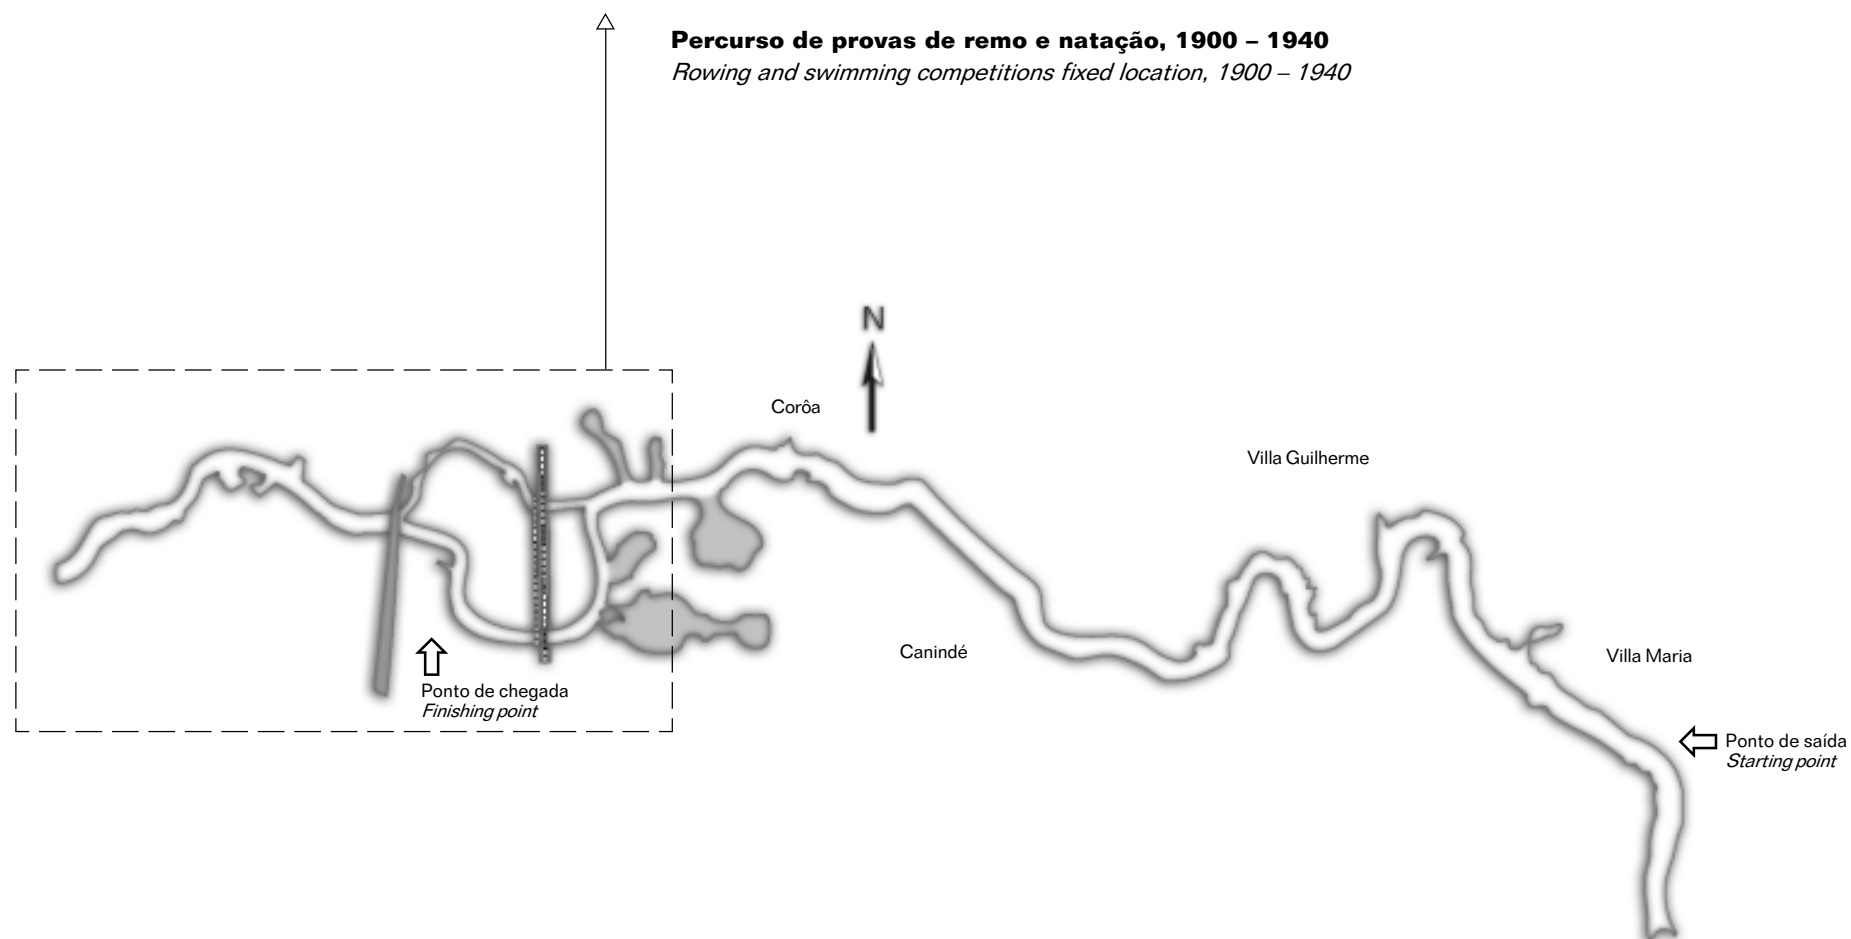 Percurso de provas de remo e natação, 1900 – 1940
Rowing and swimming competitions fixed location, 1900 – 1940
N
Corôa
Villa Guilherme
Canindé
Villa Maria
Ponto de chegada
Finishing point
Ponto de saída
Starting point